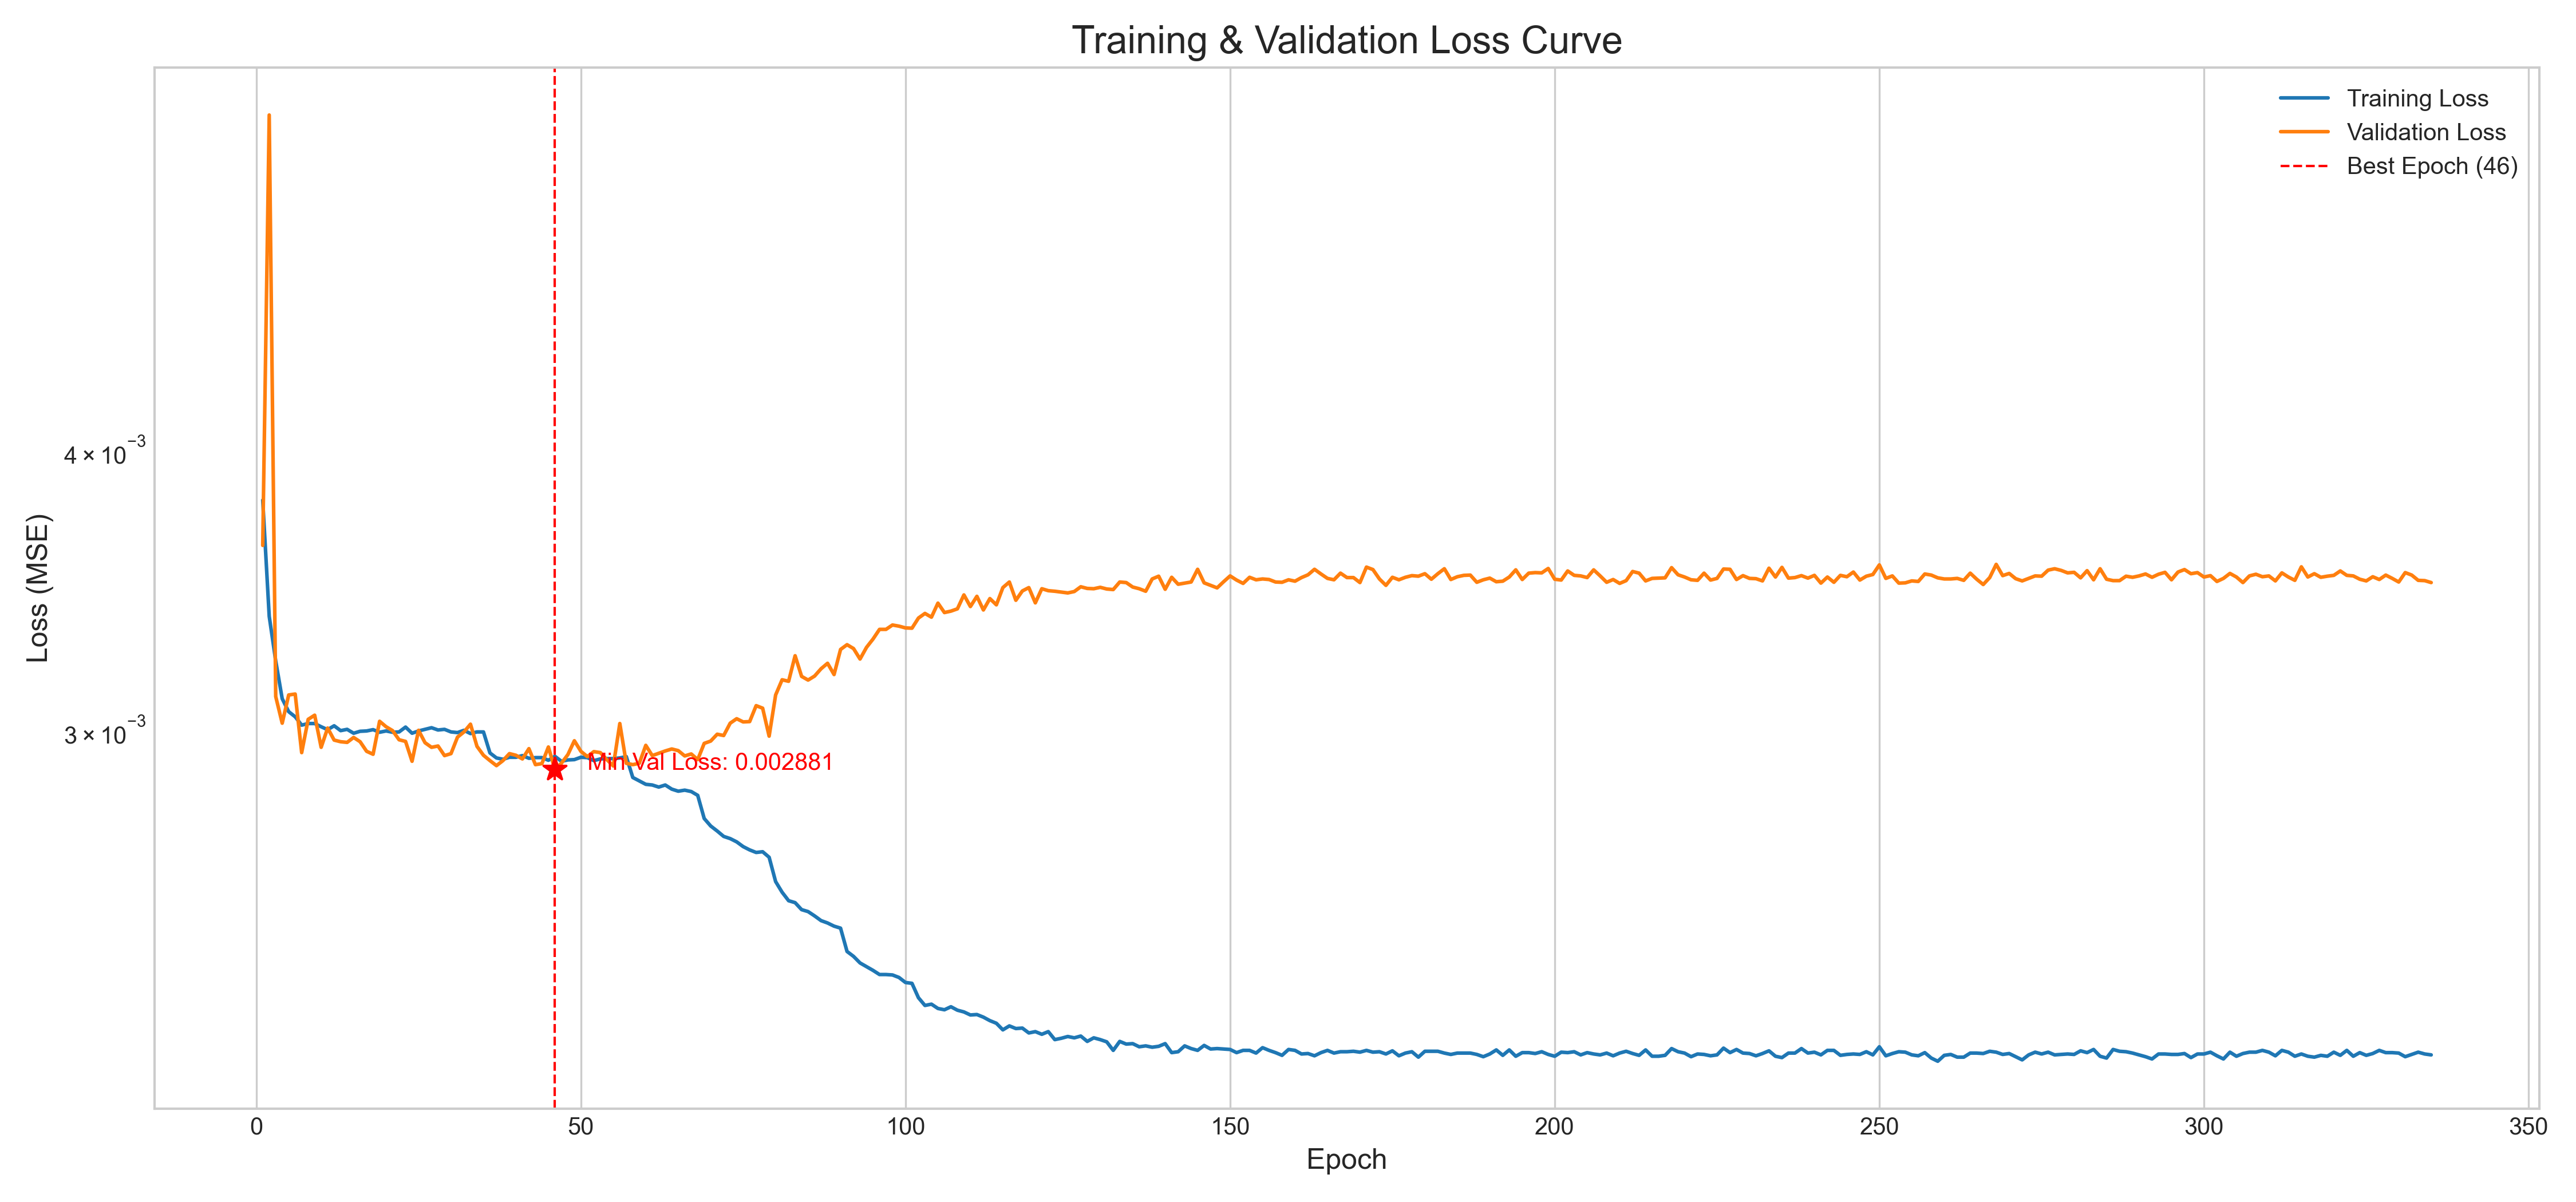 Training & Validation Loss Curve
Training Loss
Validation Loss
Best Epoch (46)
4 × 10⁻³
3 × 10⁻³
Loss (MSE)
Min Val Loss: 0.002881
0 50 100 150 200 250 300 350
Epoch